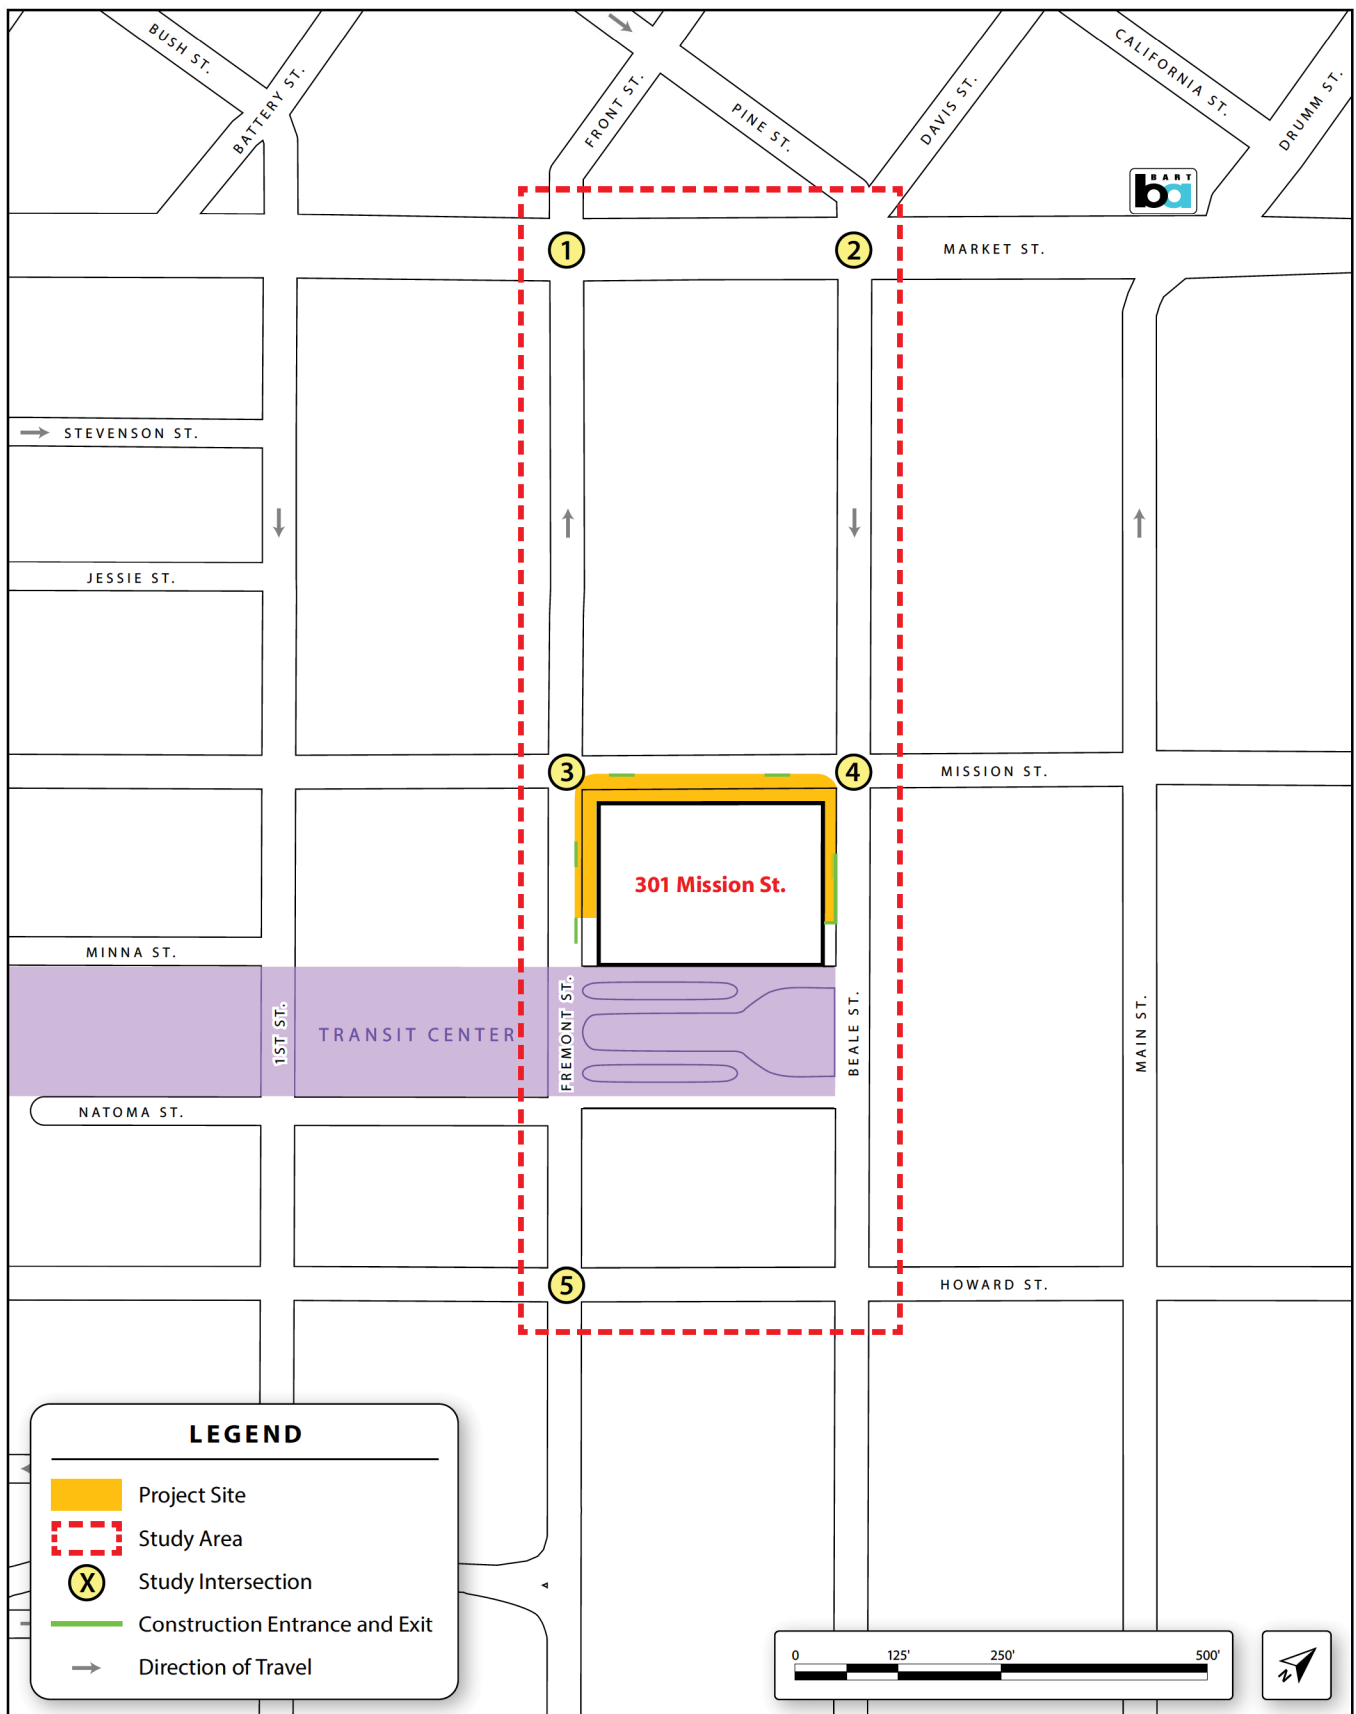 BUSH ST.
BATTERY ST.
FRONT ST.
PINE ST.
DAVIS ST.
CALIFORNIA ST.
DRUMM ST.
BART
ba
1
2
MARKET ST.
STEVENSON ST.
JESSIE ST.
3
4
MISSION ST.
301 Mission St.
MINNA ST.
1ST ST.
TRANSIT CENTER
FREMONT ST.
BEALE ST.
MAIN ST.
NATOMA ST.
5
HOWARD ST.
LEGEND
Project Site
Study Area
X
Study Intersection
Construction Entrance and Exit
Direction of Travel
0 125' 250' 500'
N